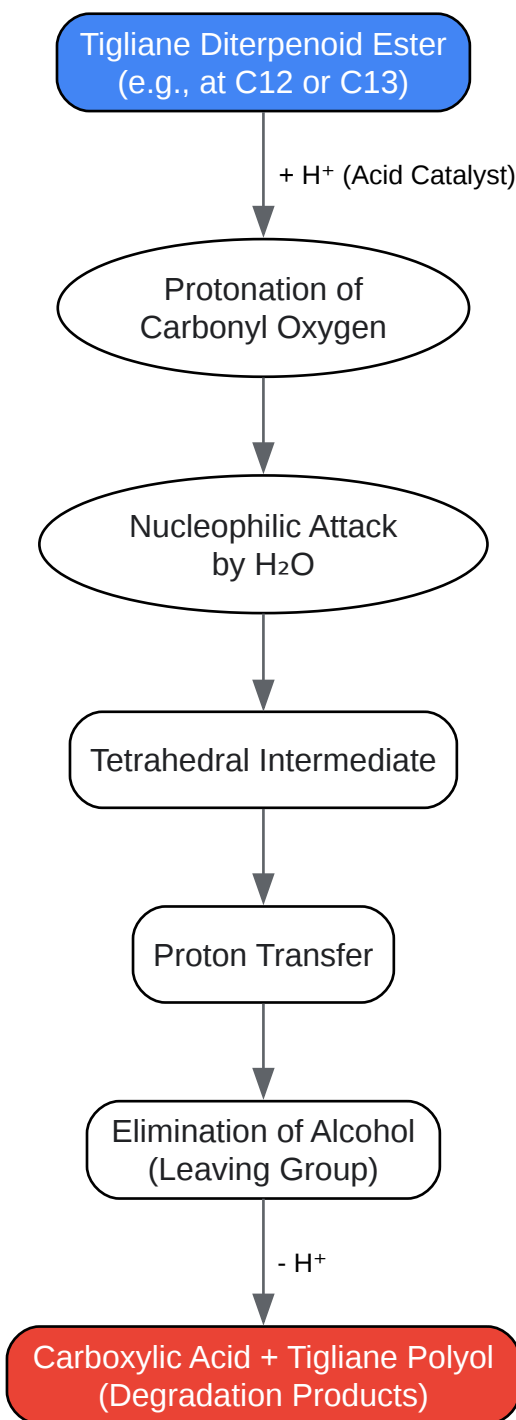 Tigliane Diterpenoid Ester
(e.g., at C12 or C13)
+ H⁺ (Acid Catalyst)
Protonation of
Carbonyl Oxygen
Nucleophilic Attack
by H₂O
Tetrahedral Intermediate
Proton Transfer
Elimination of Alcohol
(Leaving Group)
- H⁺
Carboxylic Acid + Tigliane Polyol
(Degradation Products)